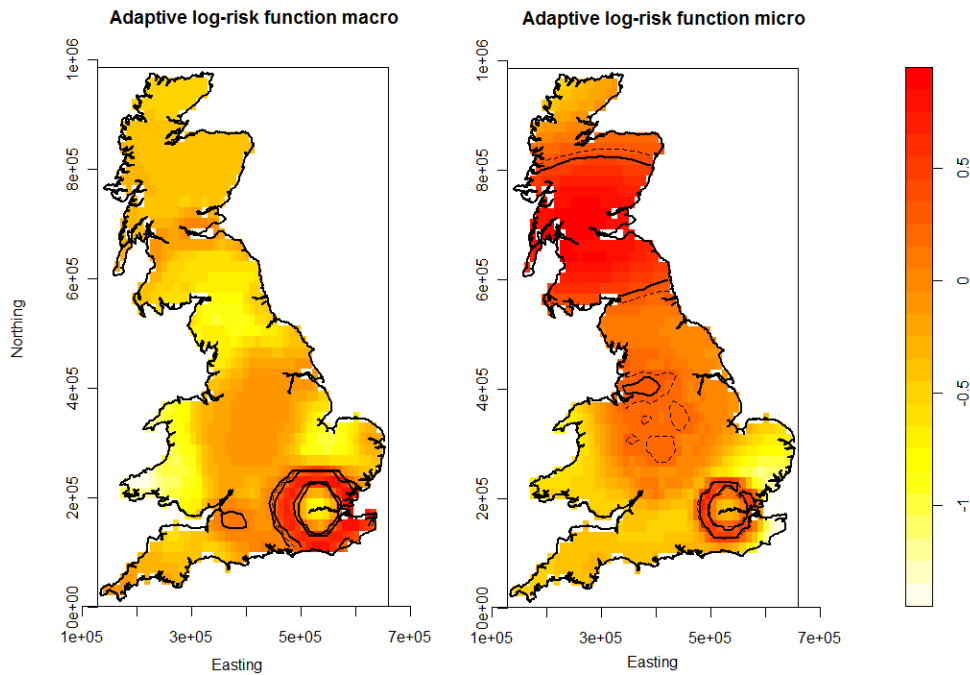 Adaptive log-risk function macro
Adaptive log-risk function micro
Northing
1e+06
8e+05
6e+05
4e+05
2e+05
0e+00
1e+05 3e+05 5e+05 7e+05
Easting
1e+06
8e+05
6e+05
4e+05
2e+05
0e+00
1e+05 3e+05 5e+05 7e+05
Easting
0.5
0
-0.5
-1